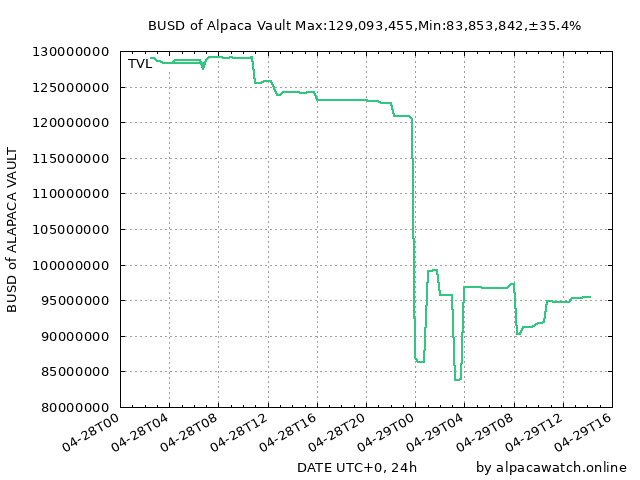 BUSD of Alpaca Vault Max:129,093,455,Min:83,853,842,±35.4%
130000000
125000000
120000000
115000000
110000000
105000000
100000000
95000000
90000000
85000000
80000000
TVL
BUSD of ALAPACA VAULT
04-28T00
04-28T04
04-28T08
04-28T12
04-28T16
04-28T20
04-29T00
04-29T04
04-29T08
04-29T12
04-29T16
DATE UTC+0, 24h
by alpacawatch.online